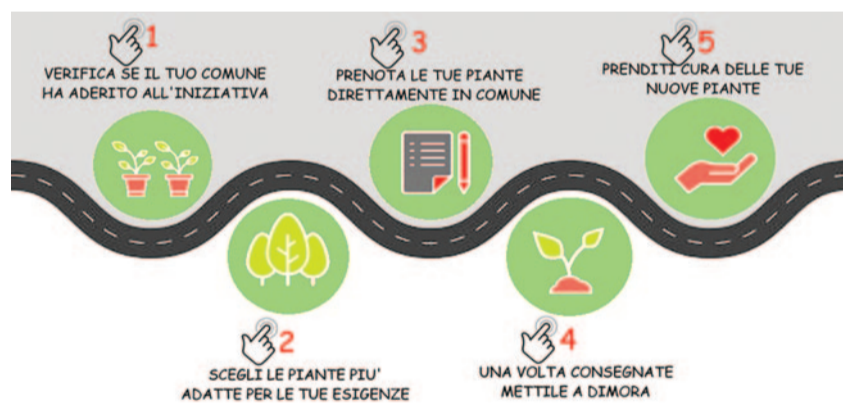 1
VERIFICA SE IL TUO COMUNE
HA ADERITO ALL'INIZIATIVA
2
SCEGLI LE PIANTE PIU'
ADATTE PER LE TUE ESIGENZE
3
PRENOTA LE TUE PIANTE
DIRETTAMENTE IN COMUNE
4
UNA VOLTA CONSEGNATE
METTILE A DIMORA
5
PRENDITI CURA DELLE TUE
NUOVE PIANTE